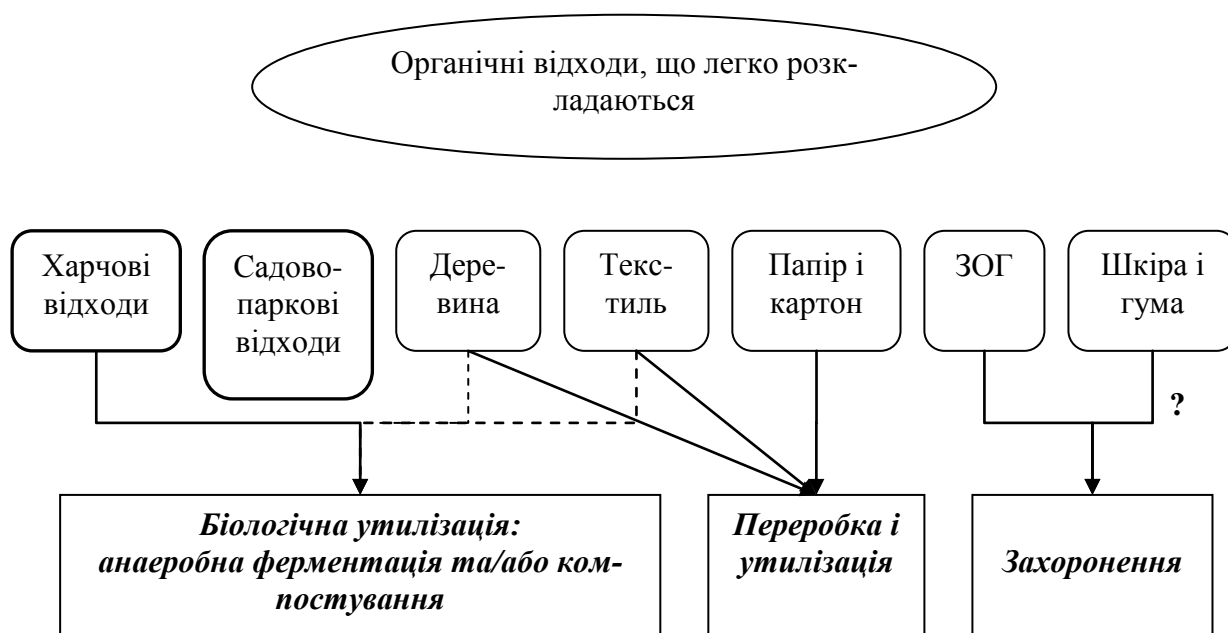 Органічні відходи, що легко розк-
ладаються
Харчові
відходи
Садово-
паркові
відходи
Дере-
вина
Текс-
тиль
Папір і
картон
ЗОГ
Шкіра і
гума
?
Біологічна утилізація:
анаеробна ферментація та/або ком-
постування
Переробка і
утилізація
Захоронення